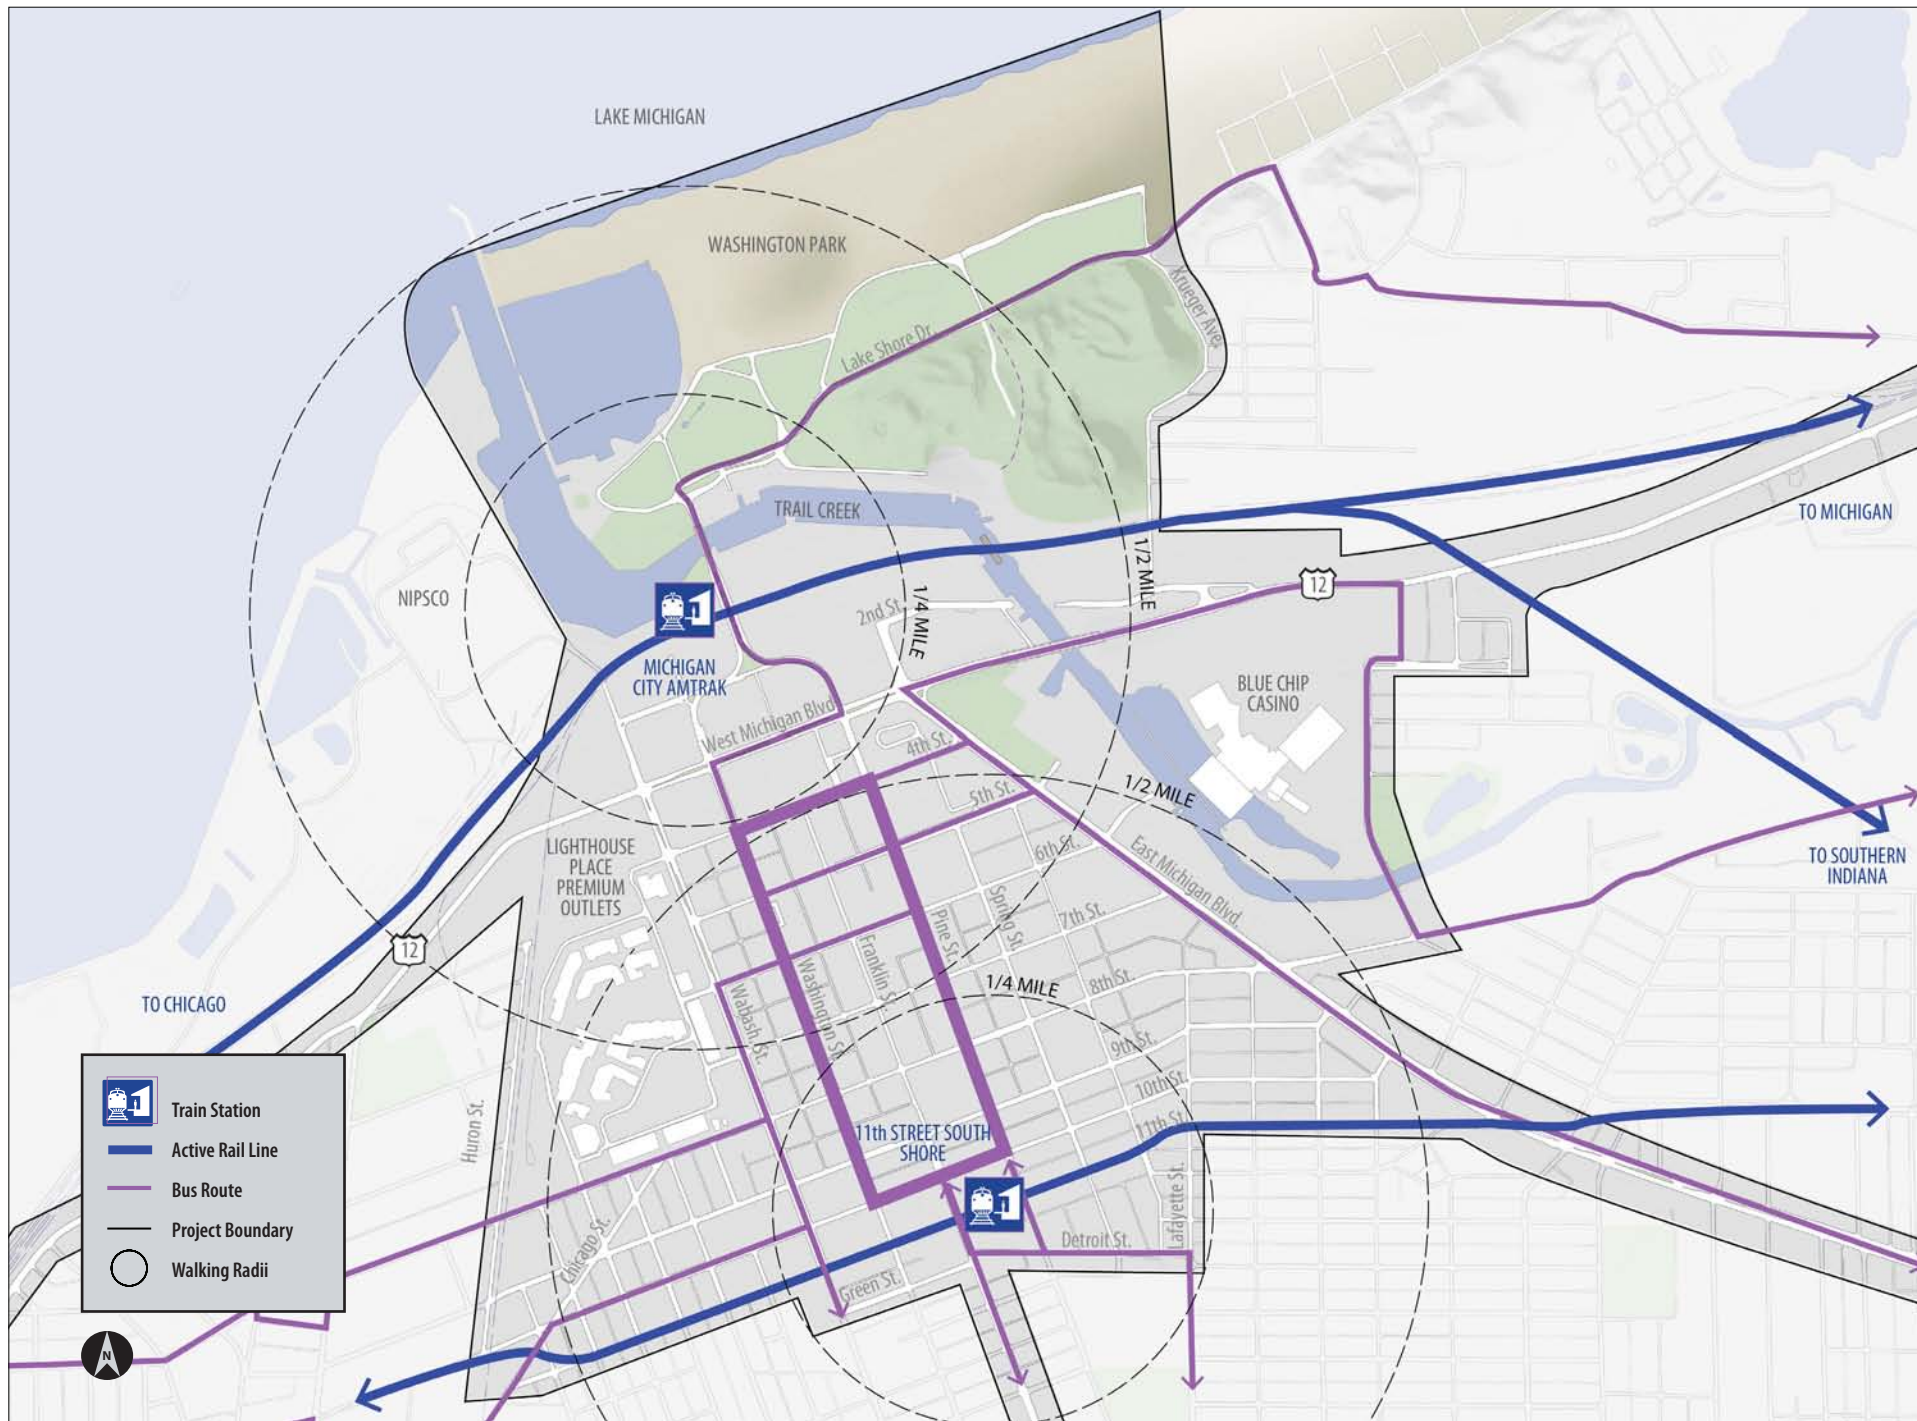 LAKE MICHIGAN
WASHINGTON PARK
Krueger Ave.
Lake Shore Dr.
TRAIL CREEK
TO MICHIGAN
1/2 MILE
12
NIPSCO
2nd St.
1/4 MILE
MICHIGAN
CITY AMTRAK
BLUE CHIP
CASINO
West Michigan Blvd.
4th St.
1/2 MILE
5th St.
6th St.
East Michigan Blvd.
LIGHTHOUSE
PLACE
PREMIUM
OUTLETS
TO SOUTHERN
INDIANA
Spring St.
Pine St.
7th St.
12
Franklin St.
Washington St.
Wabash St.
8th St.
1/4 MILE
TO CHICAGO
9th St.
10th St.
11th St.
11th STREET SOUTH
SHORE
Huron St.
Lafayette St.
Detroit St.
Chicago St.
Green St.
Train Station
Active Rail Line
Bus Route
Project Boundary
Walking Radii
N